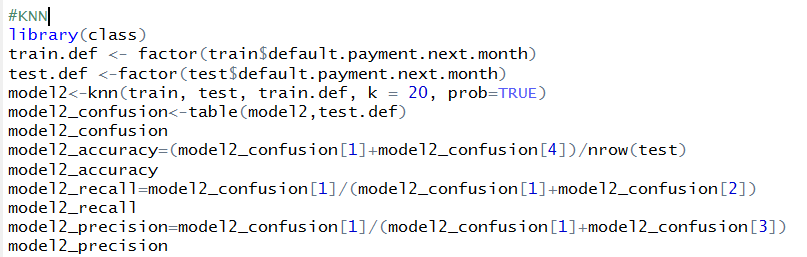 #KNN
library(class)
train.def <- factor(train$default.payment.next.month)
test.def <-factor(test$default.payment.next.month)
model2<-knn(train, test, train.def, k = 20, prob=TRUE)
model2_confusion<-table(model2,test.def)
model2_confusion
model2_accuracy=(model2_confusion[1]+model2_confusion[4])/nrow(test)
model2_accuracy
model2_recall=model2_confusion[1]/(model2_confusion[1]+model2_confusion[2])
model2_recall
model2_precision=model2_confusion[1]/(model2_confusion[1]+model2_confusion[3])
model2_precision